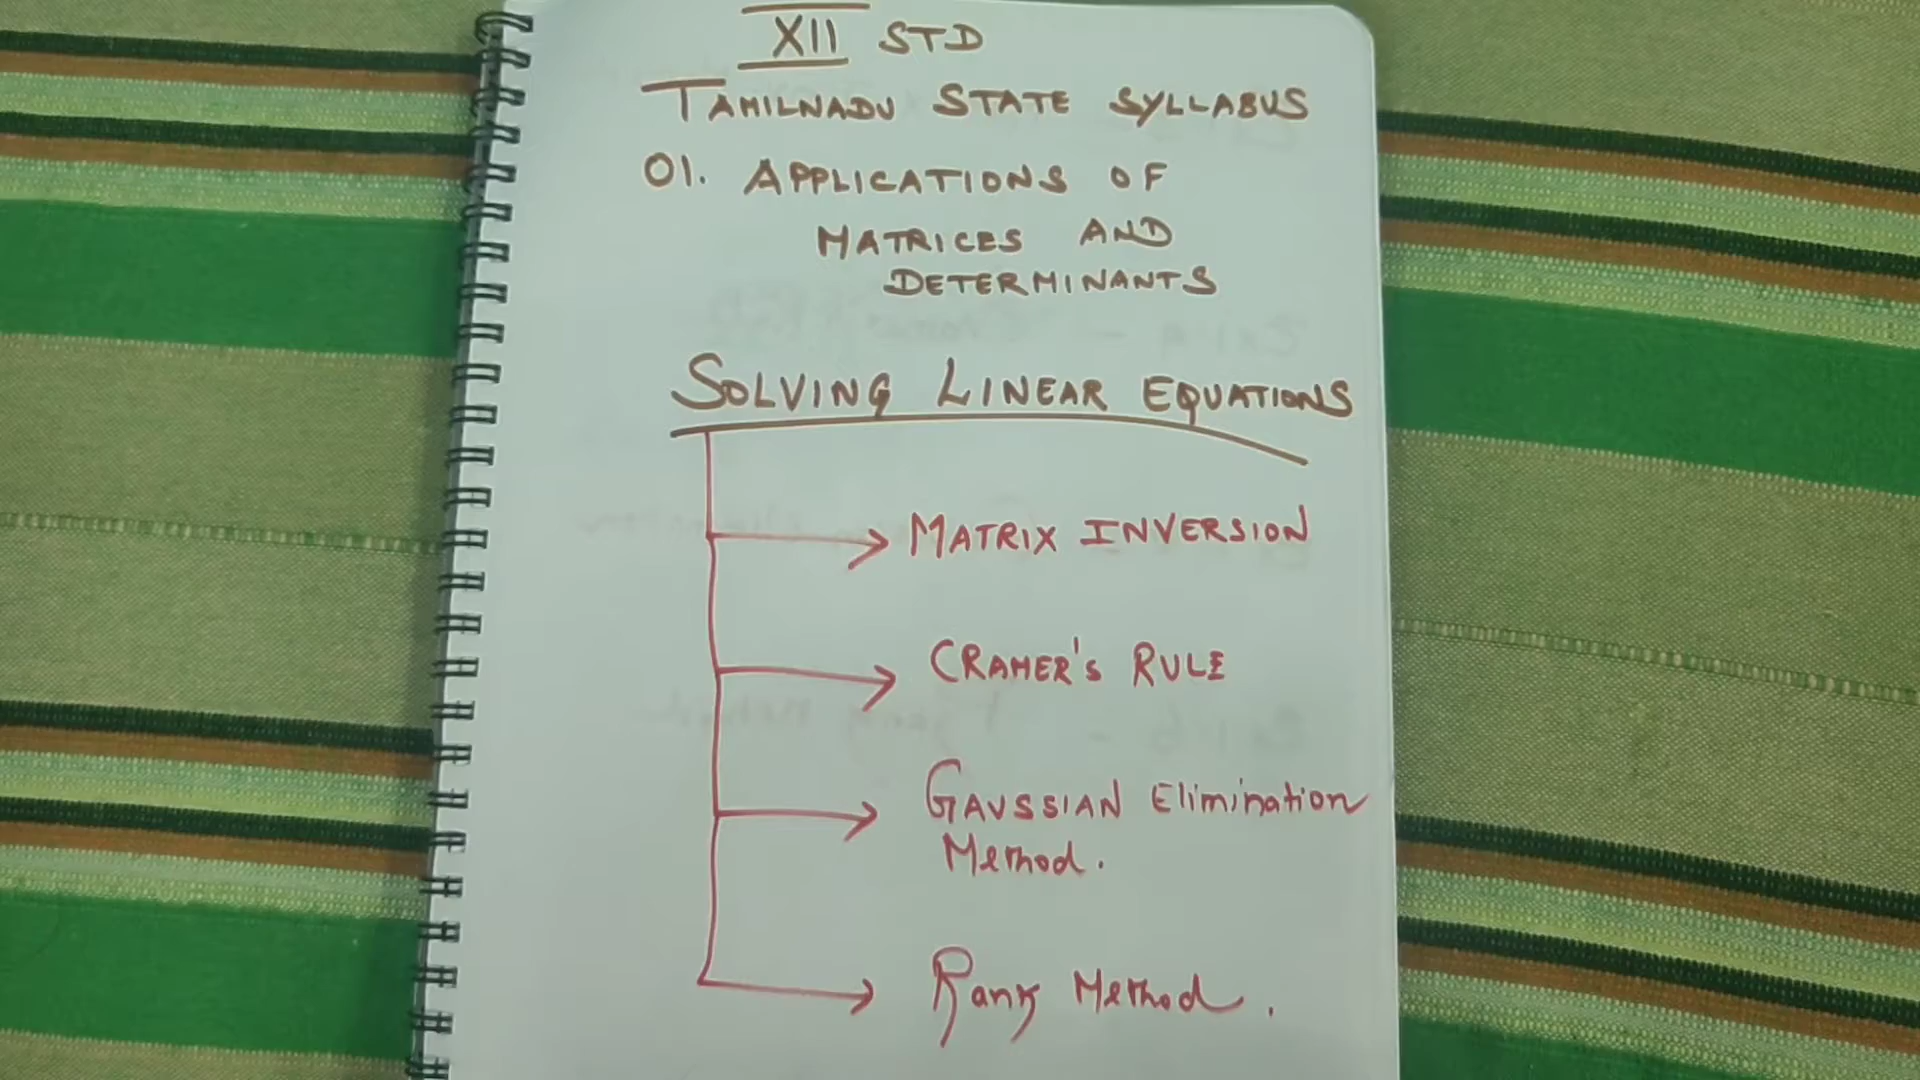 XII STD
TAMILNADU STATE SYLLABUS
01. APPLICATIONS OF
MATRICES AND
DETERMINANTS
SOLVING LINEAR EQUATIONS
MATRIX INVERSION
CRAMER'S RULE
GAUSSIAN Elimination
Method.
Rank Method.